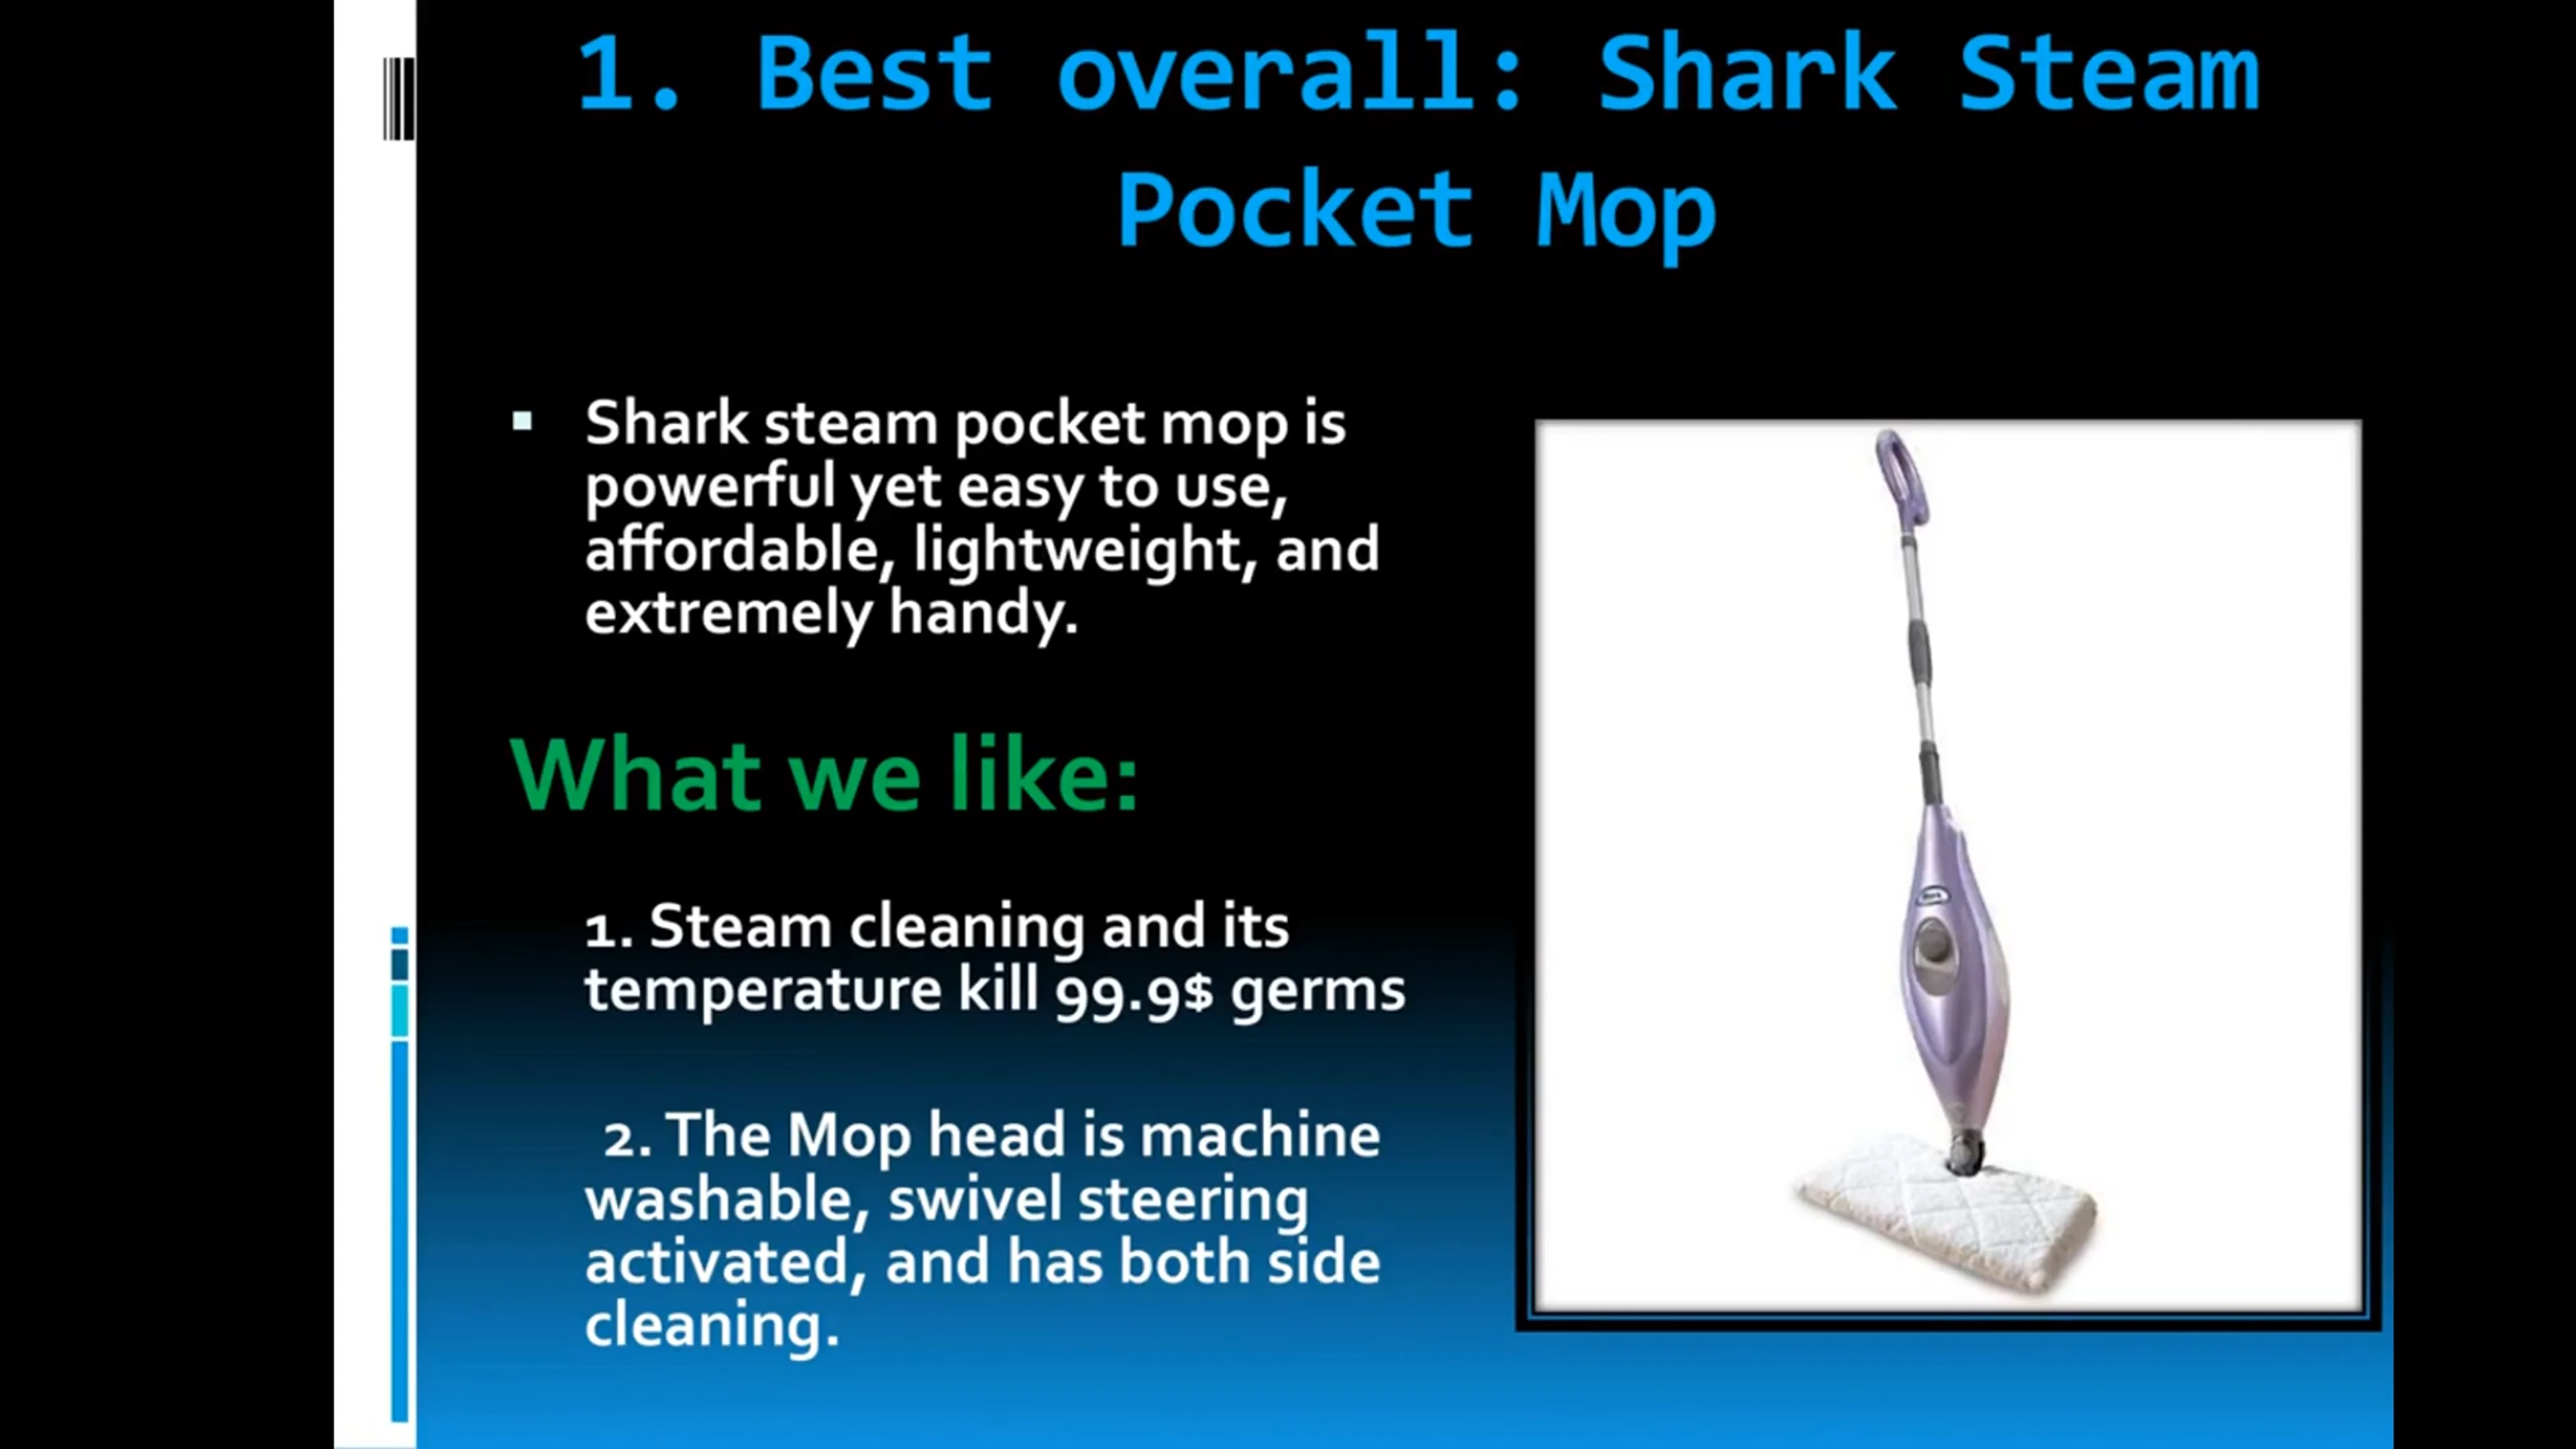 1. Best overall: Shark Steam
Pocket Mop
Shark steam pocket mop is
powerful yet easy to use,
affordable, lightweight, and
extremely handy.
What we like:
1. Steam cleaning and its
temperature kill 99.9$ germs
2. The Mop head is machine
washable, swivel steering
activated, and has both side
cleaning.